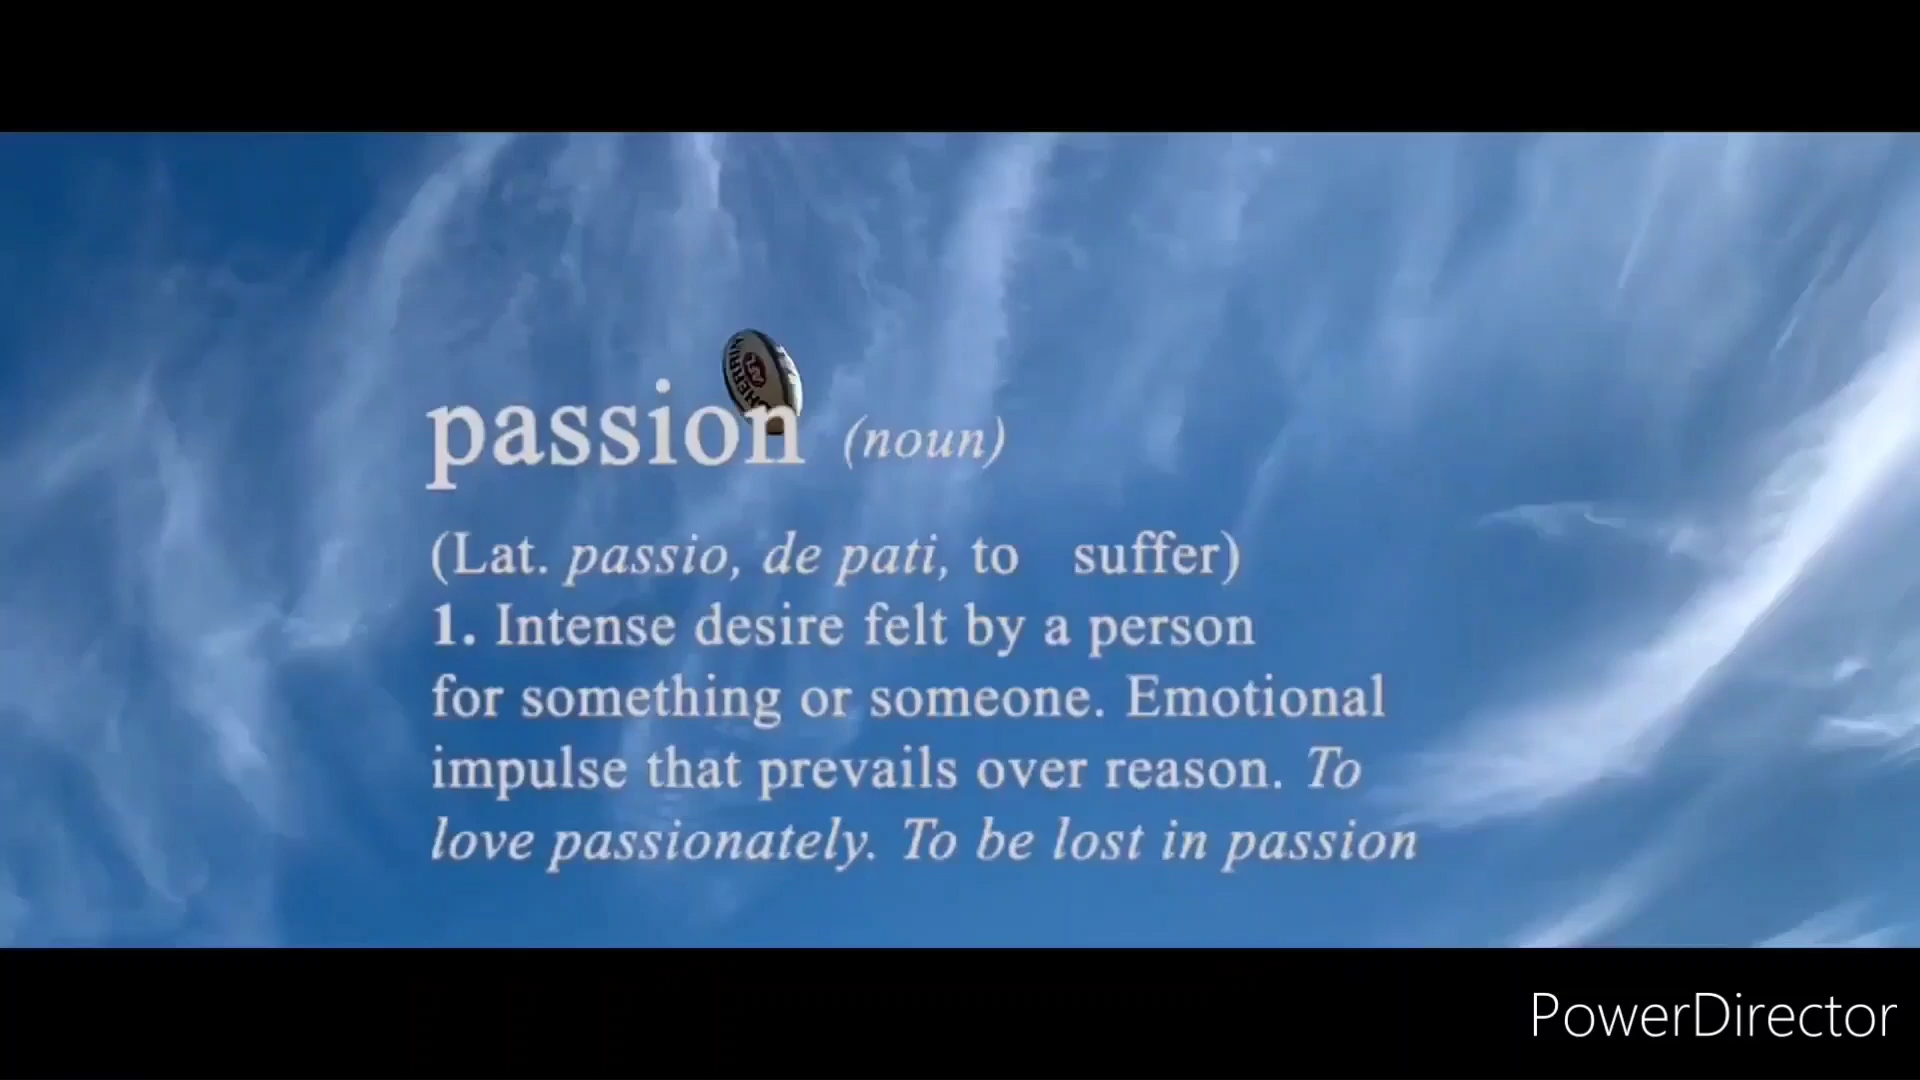 passion (noun)
(Lat. passio, de pati, to suffer)
1. Intense desire felt by a person
for something or someone. Emotional
impulse that prevails over reason. To
love passionately. To be lost in passion
PowerDirector